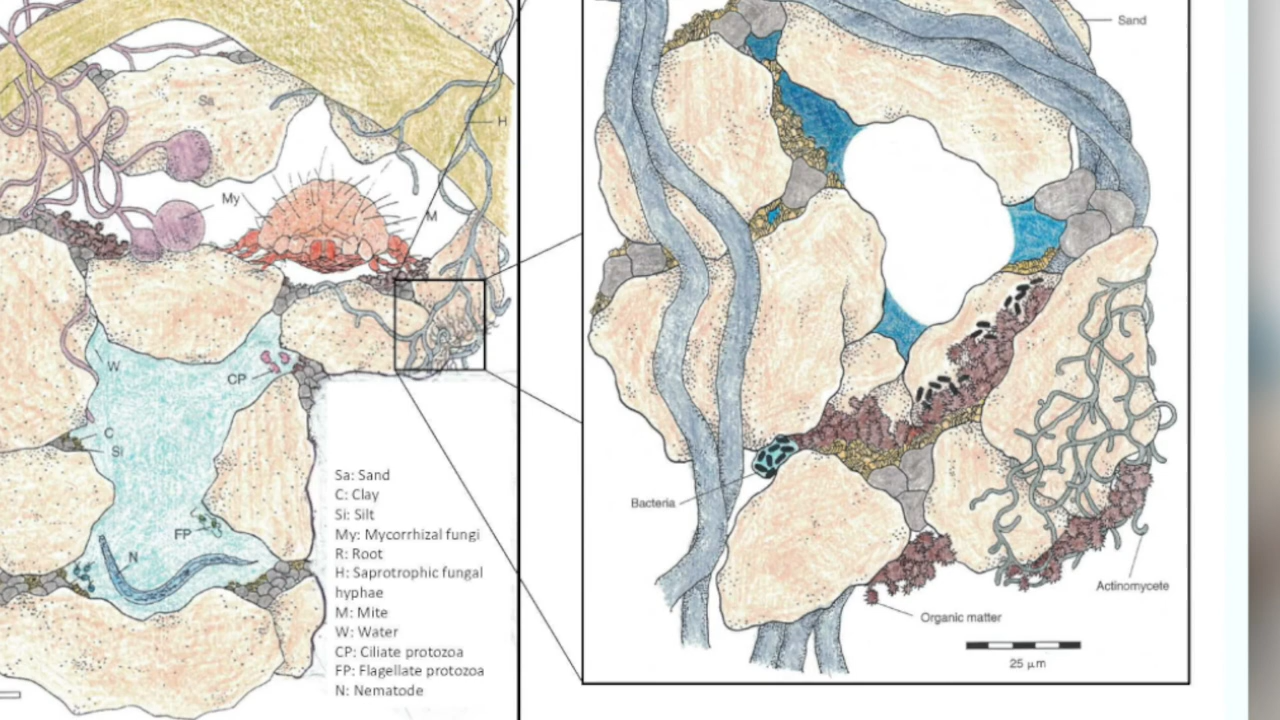 Sa
H
My
M
W
CP
C
Si
FP
N
Sa: Sand
C: Clay
Si: Silt
My: Mycorrhizal fungi
R: Root
H: Saprotrophic fungal
hyphae
M: Mite
W: Water
CP: Ciliate protozoa
FP: Flagellate protozoa
N: Nematode
Sand
Bacteria
Actinomycete
Organic matter
25 µm